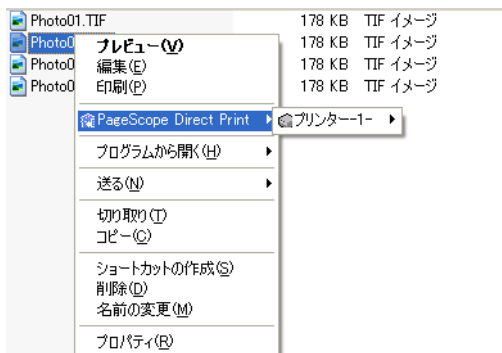 Photo01.TIF 178 KB TIF イメージ
Photo0 178 KB TIF イメージ
Photo0 178 KB TIF イメージ
Photo0 178 KB TIF イメージ
プレビュー(V)
編集(E)
印刷(P)
PageScope Direct Print
プリンター-1-
プログラムから開く(H)
送る(N)
切り取り(T)
コピー(C)
ショートカットの作成(S)
削除(D)
名前の変更(M)
プロパティ(R)